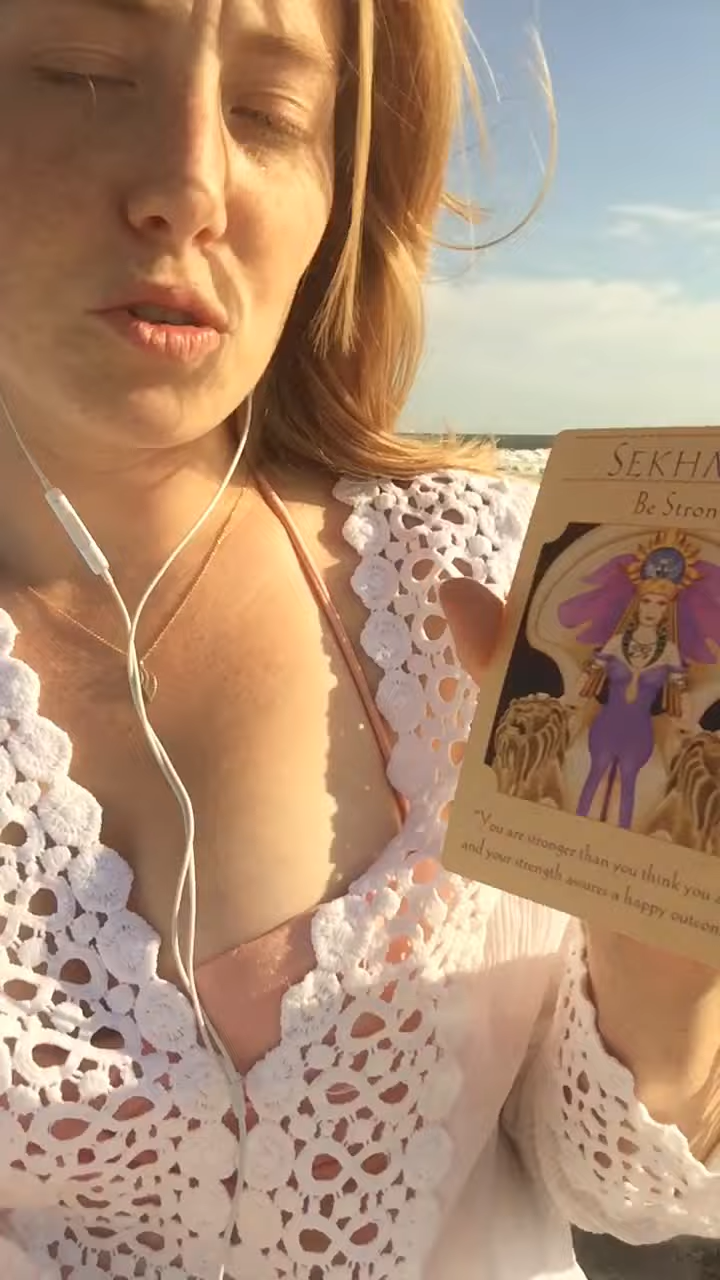 SEKHM
Be Stron
"You are stronger than you think you a
and your strength assures a happy outcom